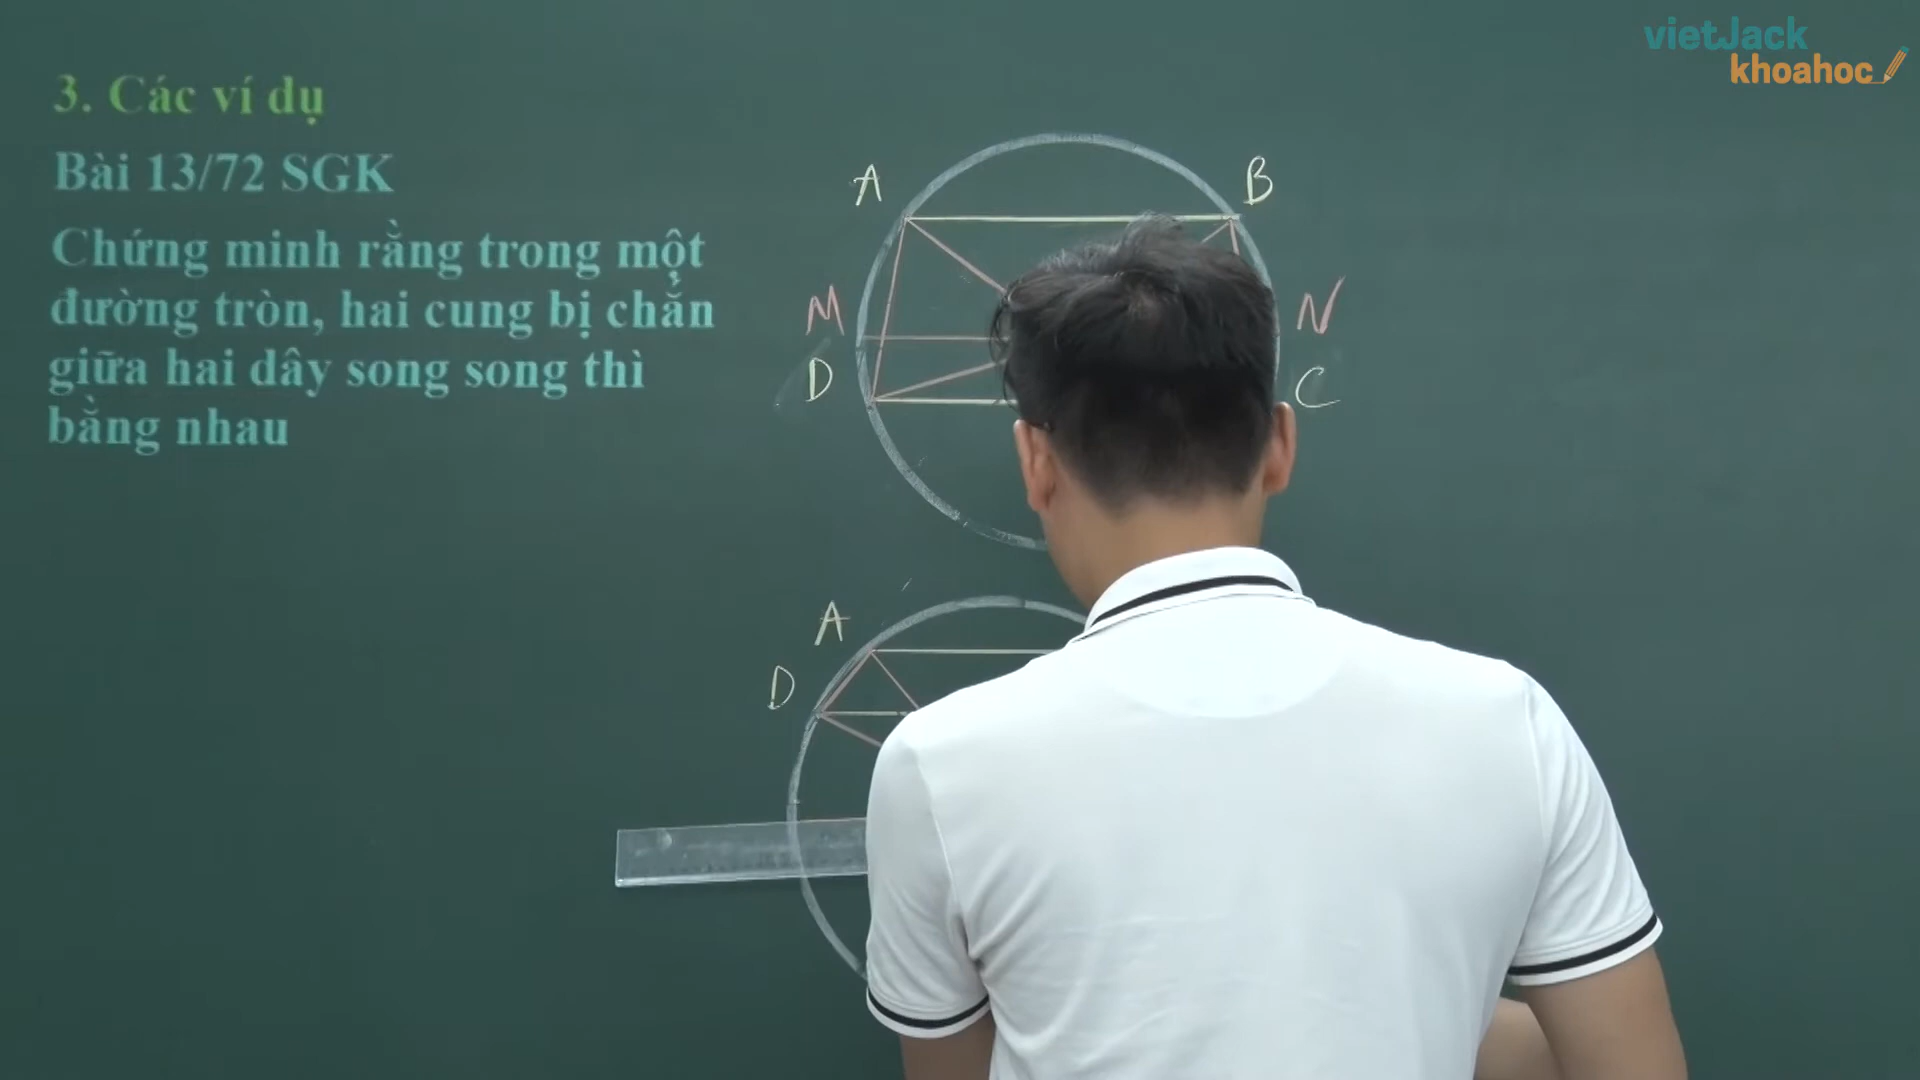 vietJack
khoahoc
3. Các ví dụ
Bài 13/72 SGK
Chứng minh rằng trong một
đường tròn, hai cung bị chắn
giữa hai dây song song thì
bằng nhau
A B
M N
D C
A
D